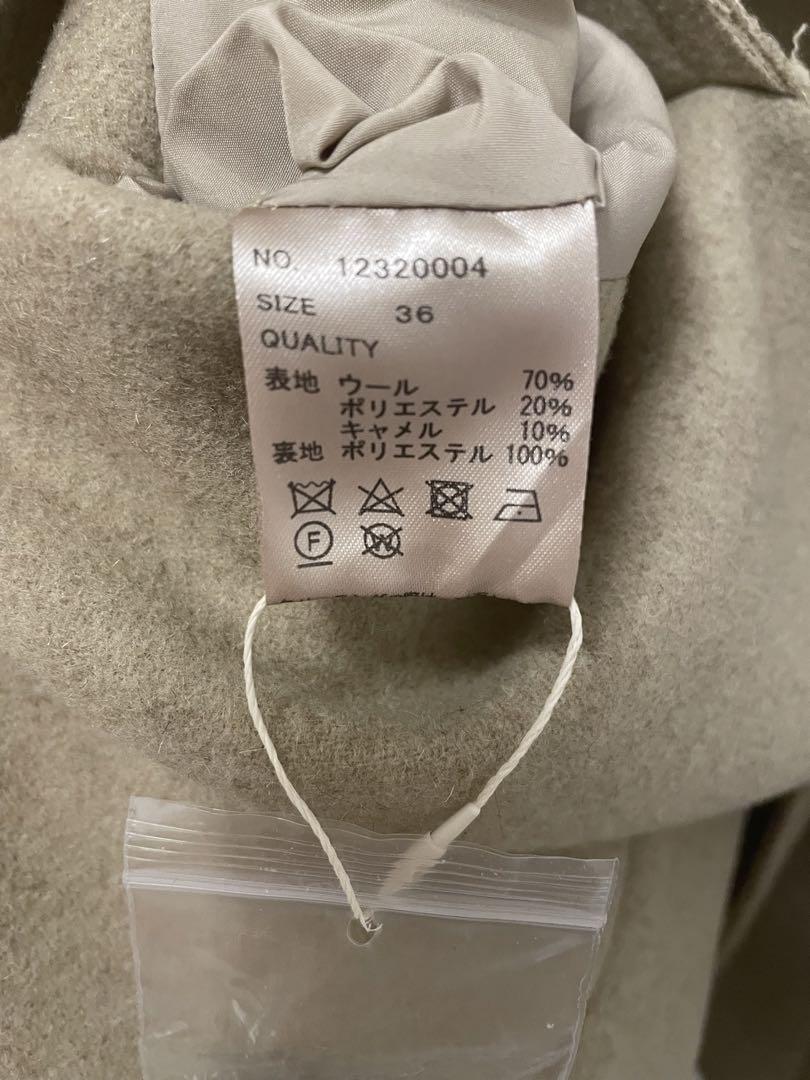 NO. 12320004
SIZE 36
QUALITY
表地 ウール 70%
ポリエステル 20%
キャメル 10%
裏地 ポリエステル 100%
F
W